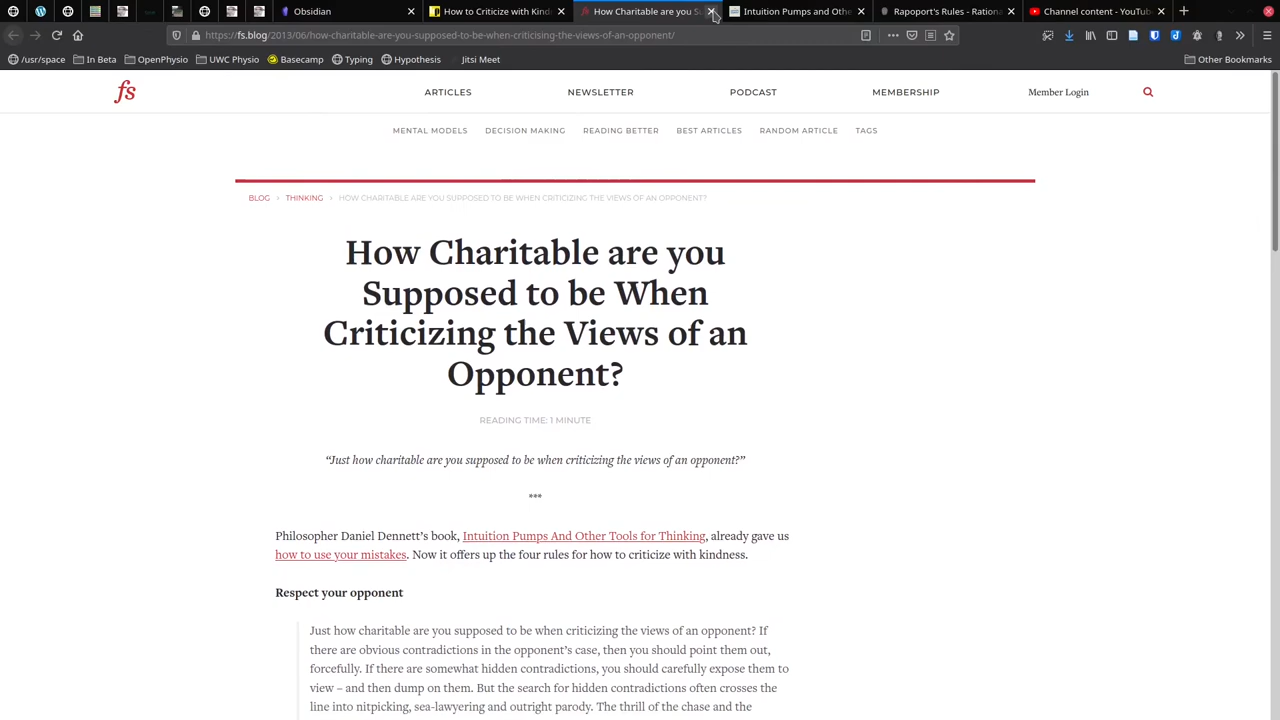 Obsidian
How to Criticize with Kind
How Charitable are you S
Intuition Pumps And Othe
Rapoport's Rules - Rationa
Channel content - YouTub
https://fs.blog/2013/06/how-charitable-are-you-supposed-to-be-when-criticising-the-views-of-an-opponent/
/usr/space
In Beta
OpenPhysio
UWC Physio
Basecamp
Typing
Hypothesis
Jitsi Meet
Other Bookmarks
fs
ARTICLES
NEWSLETTER
PODCAST
MEMBERSHIP
Member Login
MENTAL MODELS
DECISION MAKING
READING BETTER
BEST ARTICLES
RANDOM ARTICLE
TAGS
BLOG › THINKING › HOW CHARITABLE ARE YOU SUPPOSED TO BE WHEN CRITICIZING THE VIEWS OF AN OPPONENT?
How Charitable are you
Supposed to be When
Criticizing the Views of an
Opponent?
READING TIME: 1 MINUTE
“Just how charitable are you supposed to be when criticizing the views of an opponent?”
***
Philosopher Daniel Dennett’s book, Intuition Pumps And Other Tools for Thinking, already gave us
how to use your mistakes. Now it offers up the four rules for how to criticize with kindness.
Respect your opponent
Just how charitable are you supposed to be when criticizing the views of an opponent? If
there are obvious contradictions in the opponent’s case, then you should point them out,
forcefully. If there are somewhat hidden contradictions, you should carefully expose them to
view – and then dump on them. But the search for hidden contradictions often crosses the
line into nitpicking, sea-lawyering and outright parody. The thrill of the chase and the